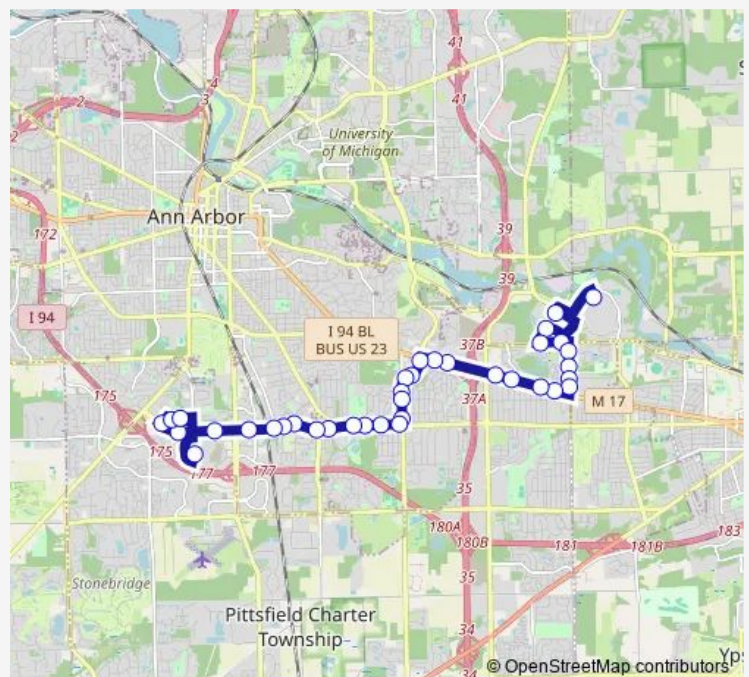 41
41
4
3
2
2
S
University
of Michigan
Ann Arbor
172
39
39
I 94
I 94 BL
BUS US 23
37B
175
37A
M 17
175
177
177
35
180A
180B
181
181B
183
35
Stonebridge
Pittsfield Charter
Township
34
34
Yps
© OpenStreetMap contributors